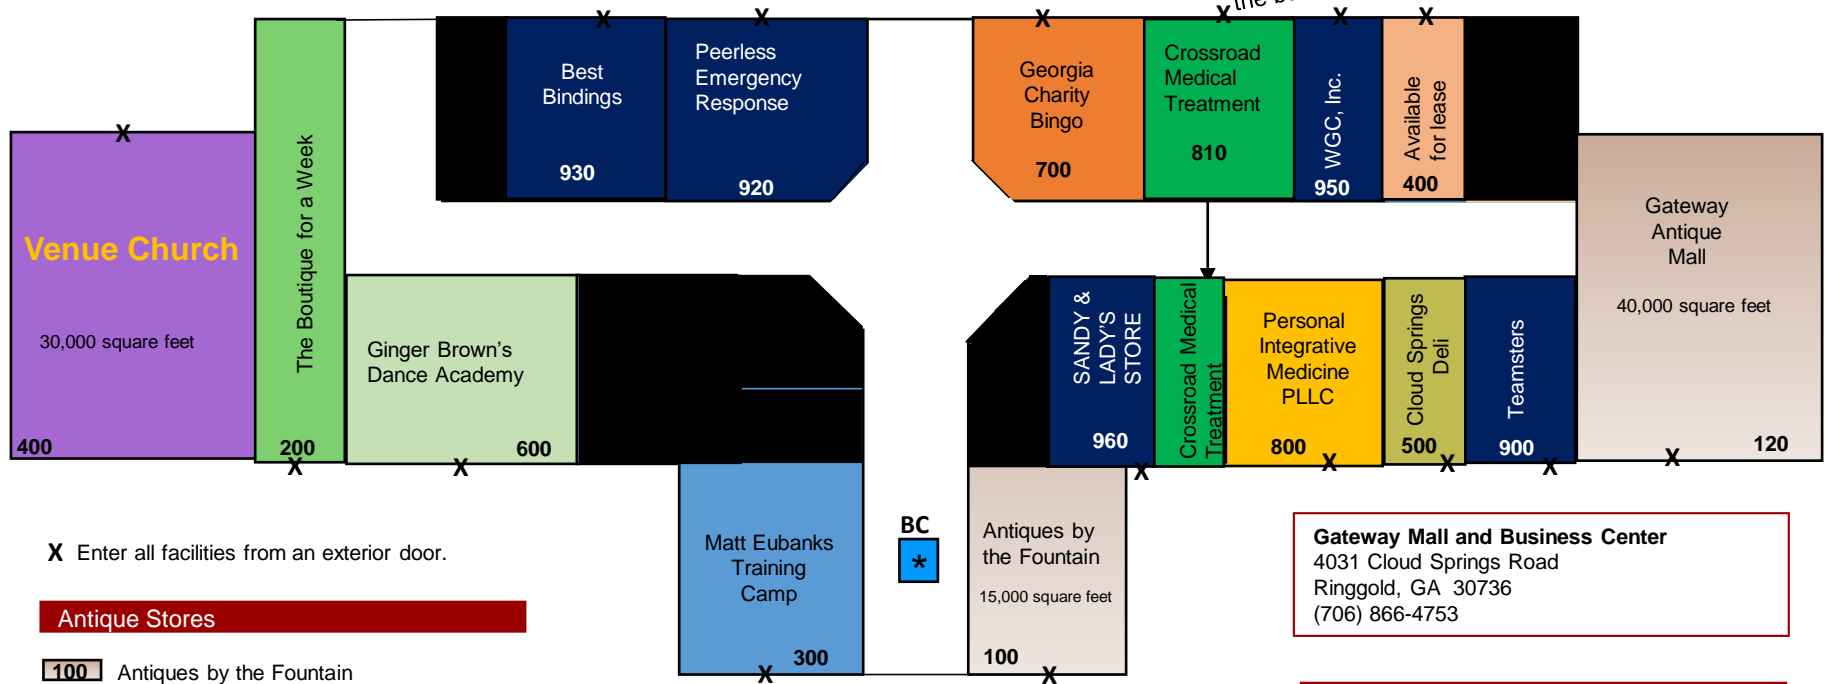 the
X
X
X
X
X
X
Best
Bindings
930
Peerless
Emergency
Response
920
Georgia
Charity
Bingo
700
Crossroad
Medical
Treatment
810
WGC, Inc.
950
Available
for lease
400
X
Venue Church
30,000 square feet
400
The Boutique for a Week
200
X
Ginger Brown's
Dance Academy
600
X
SANDY &
LADY'S
STORE
960
X
Crossroad Medical
Treatment
Personal
Integrative
Medicine
PLLC
800
X
Cloud Springs
Deli
500
X
Teamsters
900
X
Gateway
Antique
Mall
40,000 square feet
120
X
Matt Eubanks
Training
Camp
300
X
BC
*
Antiques by
the Fountain
15,000 square feet
100
X
X Enter all facilities from an exterior door.
Antique Stores
100 Antiques by the Fountain
Gateway Mall and Business Center
4031 Cloud Springs Road
Ringgold, GA 30736
(706) 866-4753